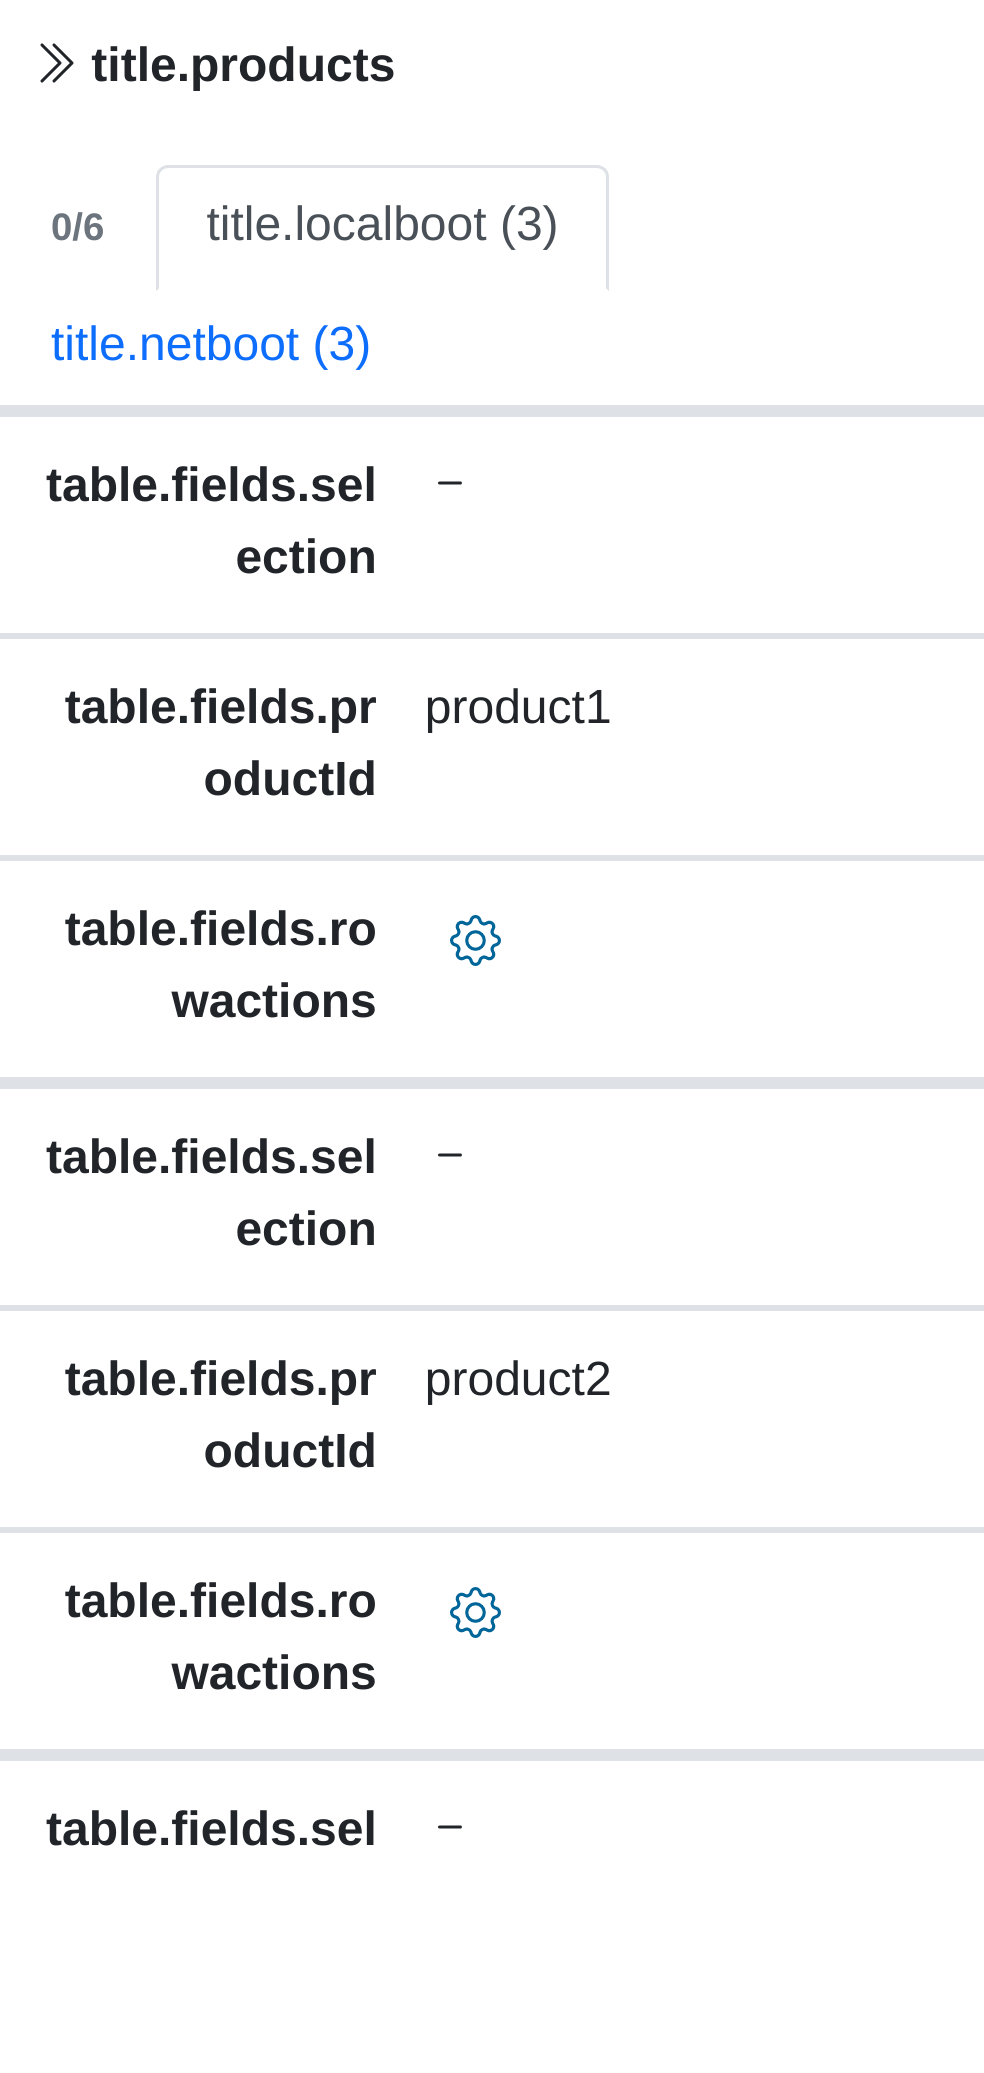 title.products
0/6 title.localboot (3)
title.netboot (3)
table.fields.sel –
ection
table.fields.pr product1
oductId
table.fields.ro
wactions
table.fields.sel –
ection
table.fields.pr product2
oductId
table.fields.ro
wactions
table.fields.sel –